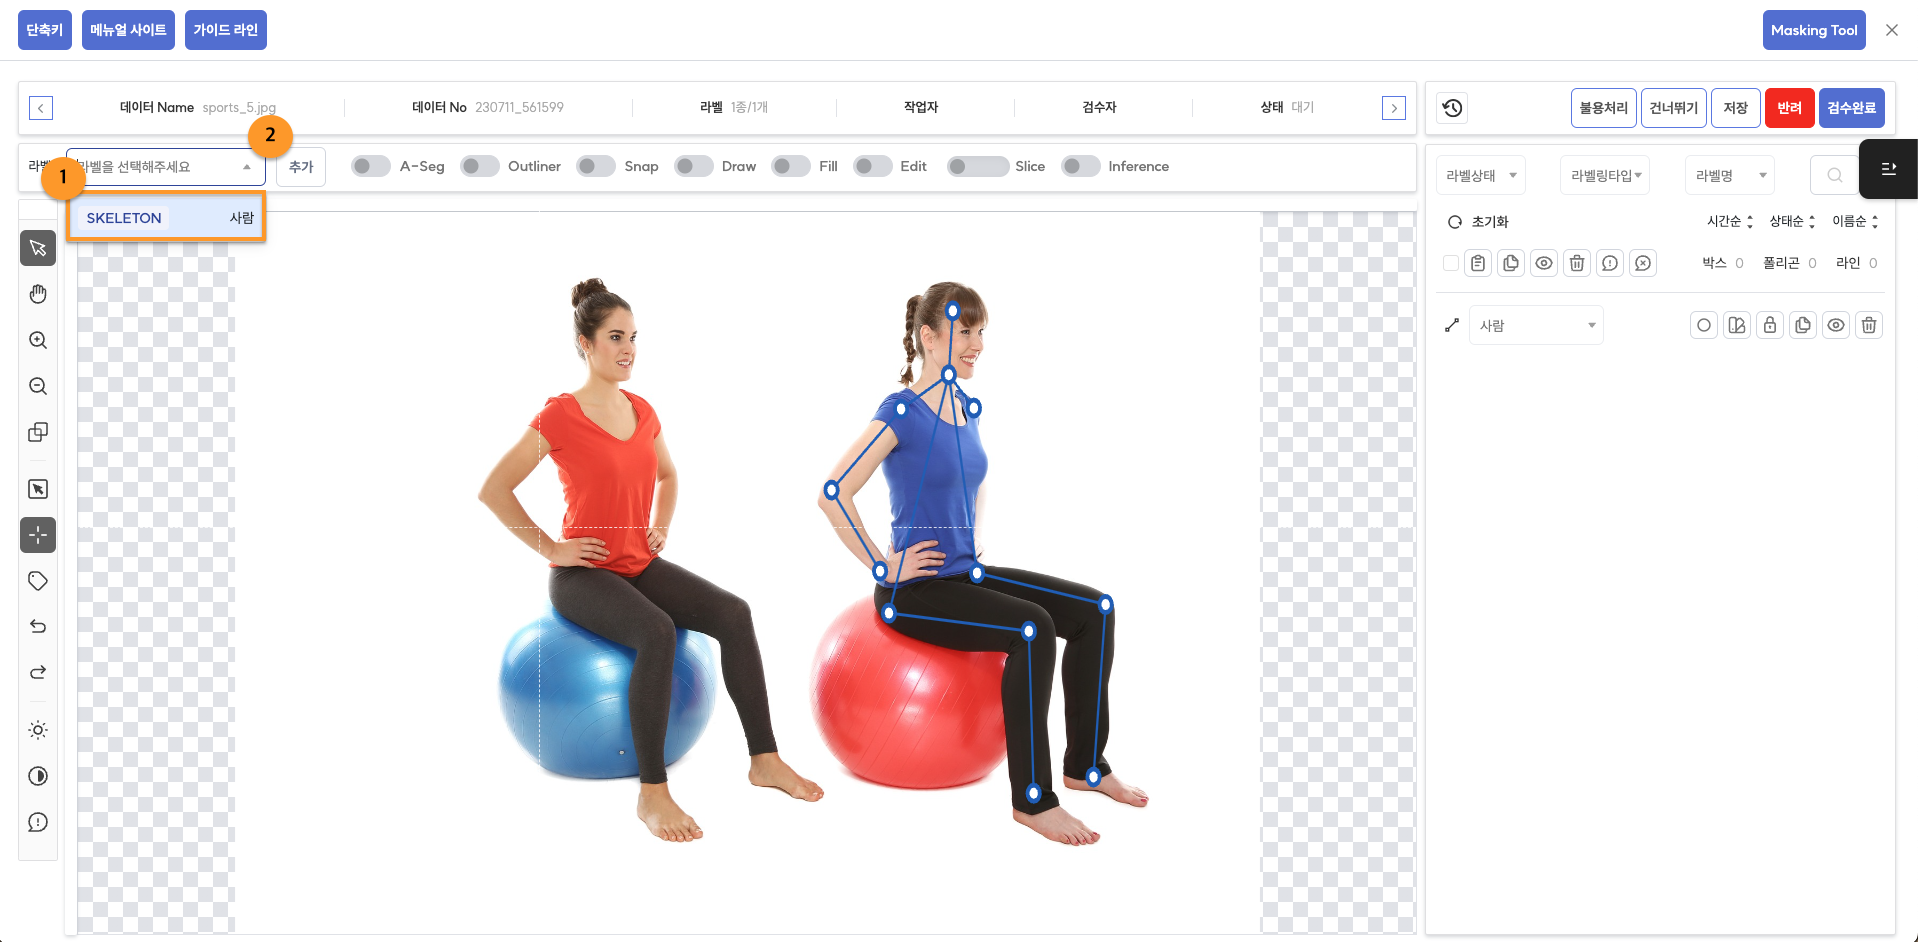 단축키 메뉴얼 사이트 가이드 라인 Masking Tool
데이터 Name sports_5.jpg 데이터 No 230711_561599 라벨 1종/1개 작업자 검수자 상태 대기
불용처리 건너뛰기 저장 반려 검수완료
1 2
라벨을 선택해주세요 추가 A-Seg Outliner Snap Draw Fill Edit Slice Inference
SKELETON 사람
라벨상태 라벨링타입 라벨명
초기화 시간순 상태순 이름순
박스 0 폴리곤 0 라인 0
사람